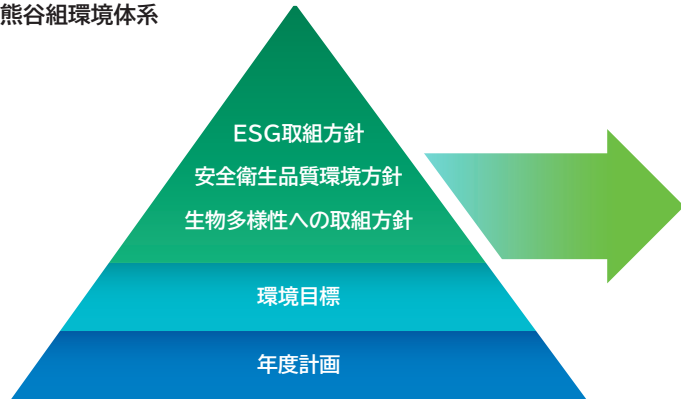 熊谷組環境体系
ESG取組方針
安全衛生品質環境方針
生物多様性への取組方針
環境目標
年度計画